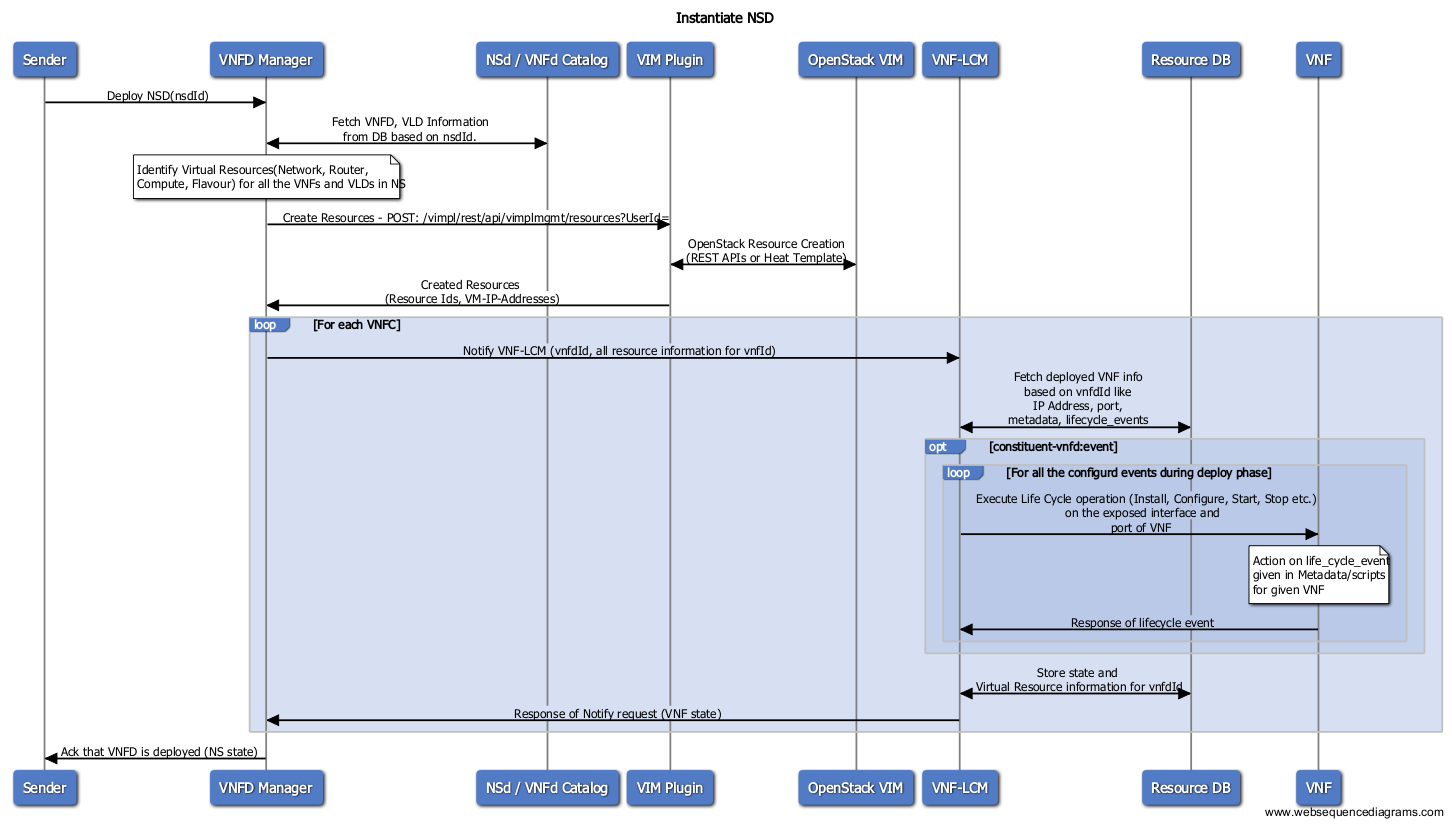 Instantiate NSD
Sender
VNFD Manager
NSd / VNFd Catalog
VIM Plugin
OpenStack VIM
VNF-LCM
Resource DB
VNF
Deploy NSD(nsdId)
Fetch VNFD, VLD Information
from DB based on nsdId.
Identify Virtual Resources(Network, Router,
Compute, Flavour) for all the VNFs and VLDs in NS
Create Resources - POST: /vimpl/rest/api/vimplmgmt/resources?UserId=
OpenStack Resource Creation
(REST APIs or Heat Template)
Created Resources
(Resource Ids, VM-IP-Addresses)
loop
[For each VNFC]
Notify VNF-LCM (vnfdId, all resource information for vnfId)
Fetch deployed VNF info
based on vnfdId like
IP Address, port,
metadata, lifecycle_events
opt
[constituent-vnfd:event]
loop
[For all the configurd events during deploy phase]
Execute Life Cycle operation (Install, Configure, Start, Stop etc.)
on the exposed interface and
port of VNF
Action on life_cycle_event
given in Metadata/scripts
for given VNF
Response of lifecycle event
Store state and
Virtual Resource information for vnfdId
Response of Notify request (VNF state)
Ack that VNFD is deployed (NS state)
Sender
VNFD Manager
NSd / VNFd Catalog
VIM Plugin
OpenStack VIM
VNF-LCM
Resource DB
VNF
www.websequencediagrams.com